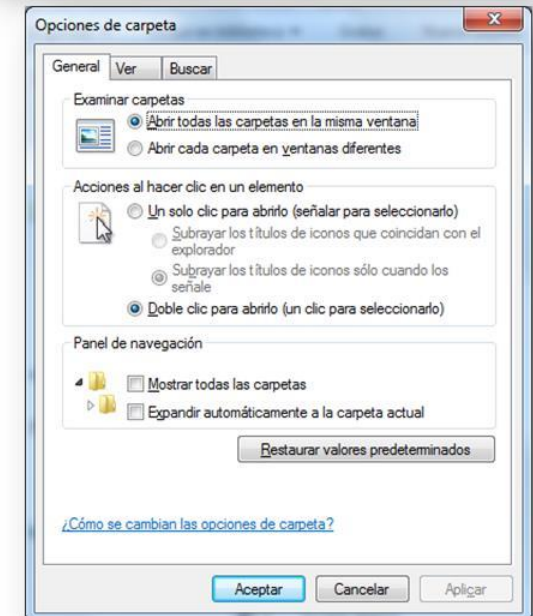 Opciones de carpeta
General Ver Buscar
Examinar carpetas
Abrir todas las carpetas en la misma ventana
Abrir cada carpeta en ventanas diferentes
Acciones al hacer clic en un elemento
Un solo clic para abrirlo (señalar para seleccionarlo)
Subrayar los títulos de iconos que coincidan con el
explorador
Subrayar los títulos de iconos sólo cuando los
señale
Doble clic para abrirlo (un clic para seleccionarlo)
Panel de navegación
Mostrar todas las carpetas
Expandir automáticamente a la carpeta actual
Restaurar valores predeterminados
¿Cómo se cambian las opciones de carpeta?
Aceptar Cancelar Aplicar